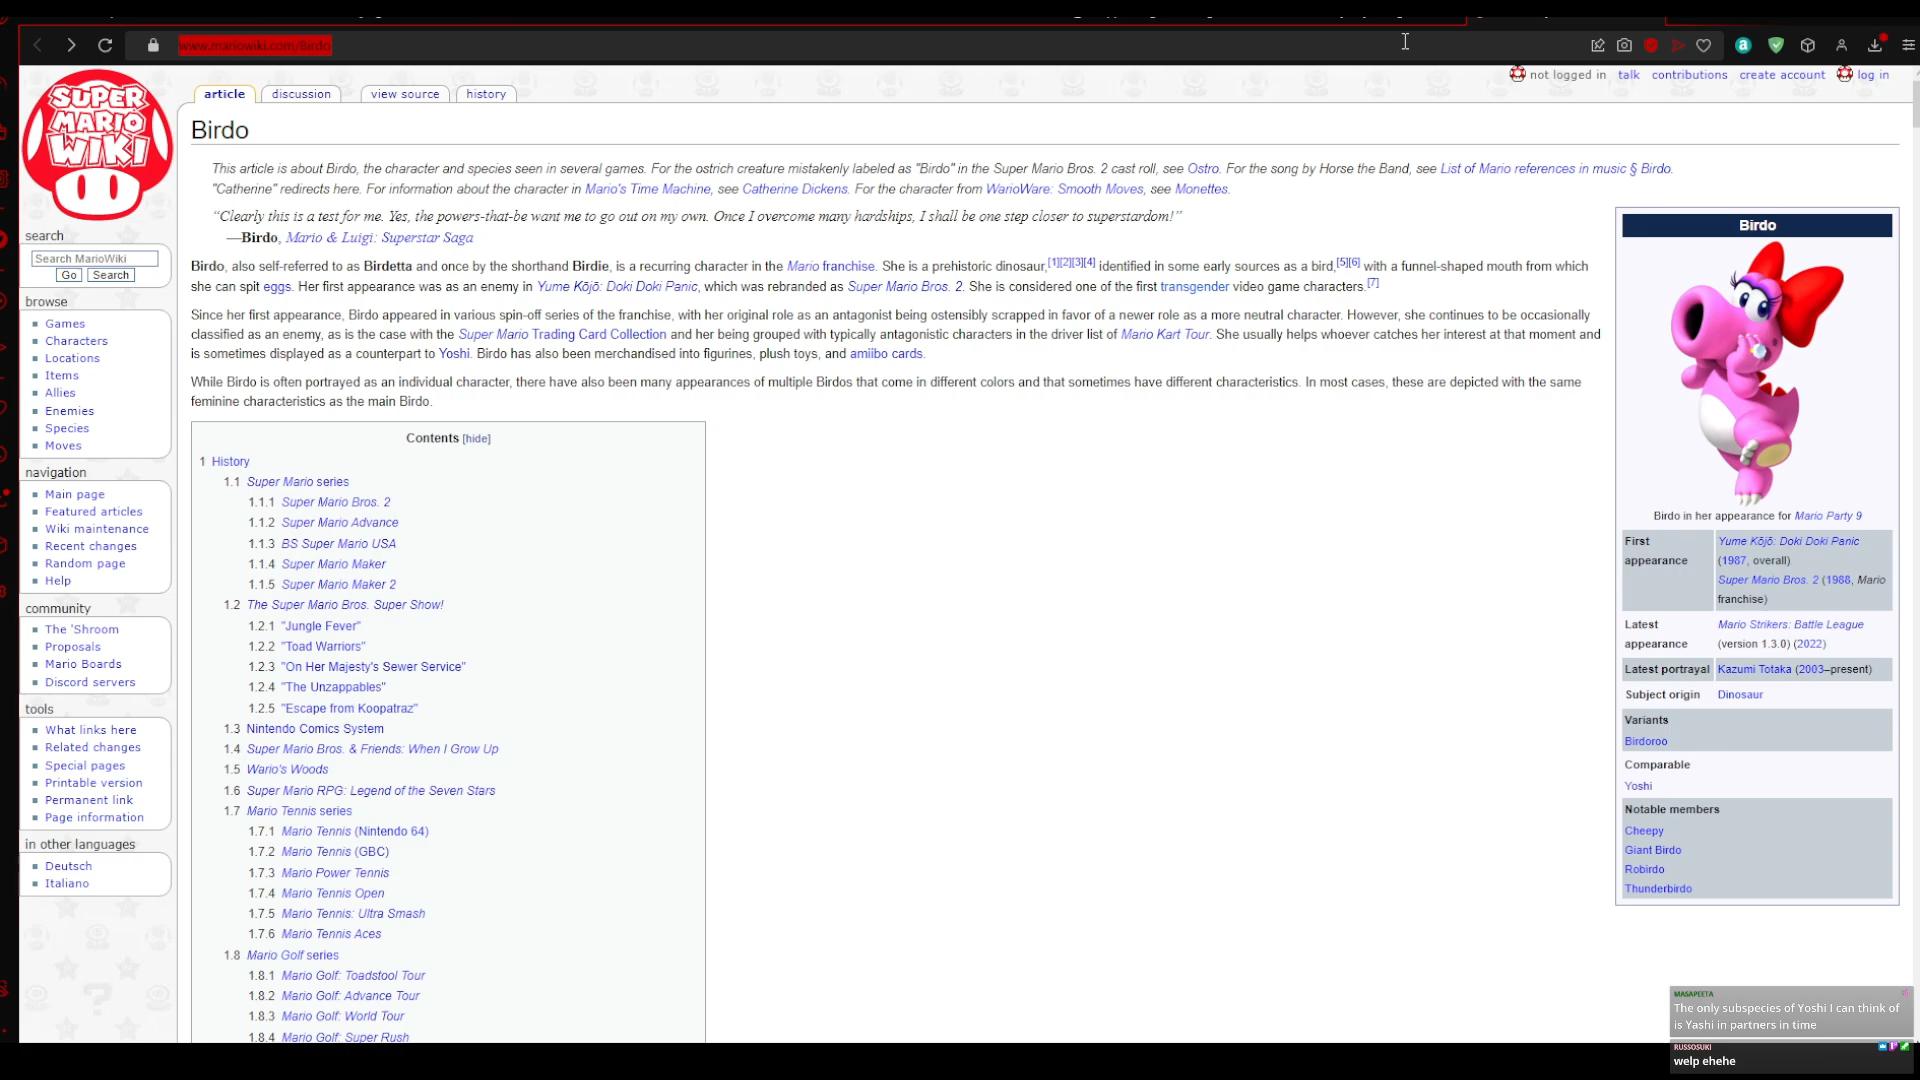 www.mariowiki.com/Birdo
not logged in talk contributions create account log in
SUPER
MARIO
WIKI
article discussion view source history
Birdo
This article is about Birdo, the character and species seen in several games. For the ostrich creature mistakenly labeled as "Birdo" in the Super Mario Bros. 2 cast roll, see Ostro. For the song by Horse the Band, see List of Mario references in music § Birdo.
"Catherine" redirects here. For information about the character in Mario's Time Machine, see Catherine Dickens. For the character from WarioWare: Smooth Moves, see Monettes.
“Clearly this is a test for me. Yes, the powers-that-be want me to go out on my own. Once I overcome many hardships, I shall be one step closer to superstardom!”
—Birdo, Mario & Luigi: Superstar Saga
Birdo, also self-referred to as Birdetta and once by the shorthand Birdie, is a recurring character in the Mario franchise. She is a prehistoric dinosaur,[1][2][3][4] identified in some early sources as a bird,[5][6] with a funnel-shaped mouth from which
she can spit eggs. Her first appearance was as an enemy in Yume Kōjō: Doki Doki Panic, which was rebranded as Super Mario Bros. 2. She is considered one of the first transgender video game characters.[7]
Since her first appearance, Birdo appeared in various spin-off series of the franchise, with her original role as an antagonist being ostensibly scrapped in favor of a newer role as a more neutral character. However, she continues to be occasionally
classified as an enemy, as is the case with the Super Mario Trading Card Collection and her being grouped with typically antagonistic characters in the driver list of Mario Kart Tour. She usually helps whoever catches her interest at that moment and
is sometimes displayed as a counterpart to Yoshi. Birdo has also been merchandised into figurines, plush toys, and amiibo cards.
While Birdo is often portrayed as an individual character, there have also been many appearances of multiple Birdos that come in different colors and that sometimes have different characteristics. In most cases, these are depicted with the same
feminine characteristics as the main Birdo.
search
Search MarioWiki
Go Search
browse
Games
Characters
Locations
Items
Allies
Enemies
Species
Moves
navigation
Main page
Featured articles
Wiki maintenance
Recent changes
Random page
Help
community
The 'Shroom
Proposals
Mario Boards
Discord servers
tools
What links here
Related changes
Special pages
Printable version
Permanent link
Page information
in other languages
Deutsch
Italiano
Contents [hide]
1 History
1.1 Super Mario series
1.1.1 Super Mario Bros. 2
1.1.2 Super Mario Advance
1.1.3 BS Super Mario USA
1.1.4 Super Mario Maker
1.1.5 Super Mario Maker 2
1.2 The Super Mario Bros. Super Show!
1.2.1 "Jungle Fever"
1.2.2 "Toad Warriors"
1.2.3 "On Her Majesty's Sewer Service"
1.2.4 "The Unzappables"
1.2.5 "Escape from Koopatraz"
1.3 Nintendo Comics System
1.4 Super Mario Bros. & Friends: When I Grow Up
1.5 Wario's Woods
1.6 Super Mario RPG: Legend of the Seven Stars
1.7 Mario Tennis series
1.7.1 Mario Tennis (Nintendo 64)
1.7.2 Mario Tennis (GBC)
1.7.3 Mario Power Tennis
1.7.4 Mario Tennis Open
1.7.5 Mario Tennis: Ultra Smash
1.7.6 Mario Tennis Aces
1.8 Mario Golf series
1.8.1 Mario Golf: Toadstool Tour
1.8.2 Mario Golf: Advance Tour
1.8.3 Mario Golf: World Tour
1.8.4 Mario Golf: Super Rush
Birdo
Birdo in her appearance for Mario Party 9
First appearance
Yume Kōjō: Doki Doki Panic
(1987, overall)
Super Mario Bros. 2 (1988, Mario
franchise)
Latest appearance
Mario Strikers: Battle League
(version 1.3.0) (2022)
Latest portrayal Kazumi Totaka (2003–present)
Subject origin Dinosaur
Variants
Birdoroo
Comparable
Yoshi
Notable members
Cheepy
Giant Birdo
Robirdo
Thunderbirdo
MASAPEETA
The only subspecies of Yoshi I can think of
is Yashi in partners in time
RUSSOSUKI
welp ehehe